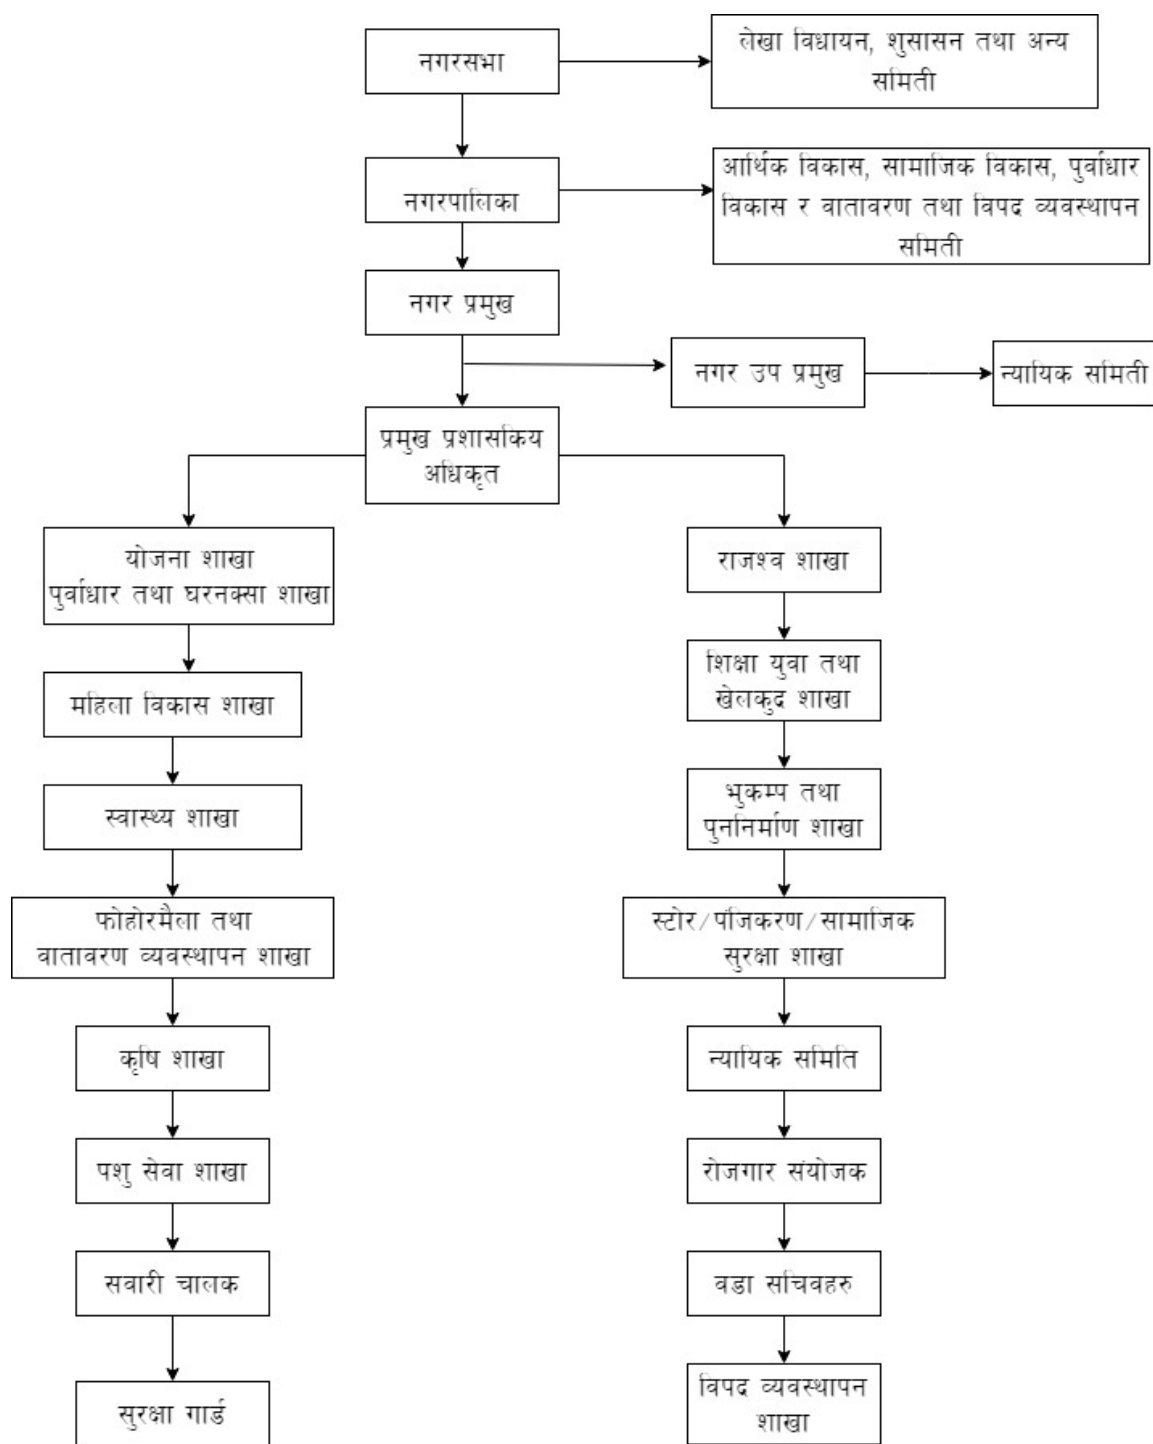 नगरसभा
लेखा विधायन, शुसासन तथा अन्य
समिती
नगरपालिका
आर्थिक विकास, सामाजिक विकास, पुर्वाधार
विकास र वातावरण तथा विपद व्यवस्थापन
समिती
नगर प्रमुख
नगर उप प्रमुख
न्यायिक समिती
प्रमुख प्रशासकिय
अधिकृत
योजना शाखा
पुर्वाधार तथा घरनक्सा शाखा
महिला विकास शाखा
स्वास्थ्य शाखा
फोहोरमैला तथा
वातावरण व्यवस्थापन शाखा
कृषि शाखा
पशु सेवा शाखा
सवारी चालक
सुरक्षा गार्ड
राजश्व शाखा
शिक्षा युवा तथा
खेलकुद शाखा
भुकम्प तथा
पुननिर्माण शाखा
स्टोर/पंजिकरण/सामाजिक
सुरक्षा शाखा
न्यायिक समिति
रोजगार संयोजक
वडा सचिवहरु
विपद व्यवस्थापन
शाखा